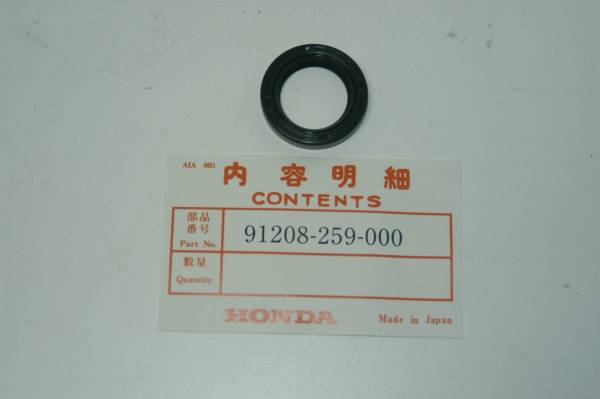 AIA 005
内容明細
CONTENTS
部品
番号
Part No.
91208-259-000
数量
Quantity
HONDA
Made in Japan